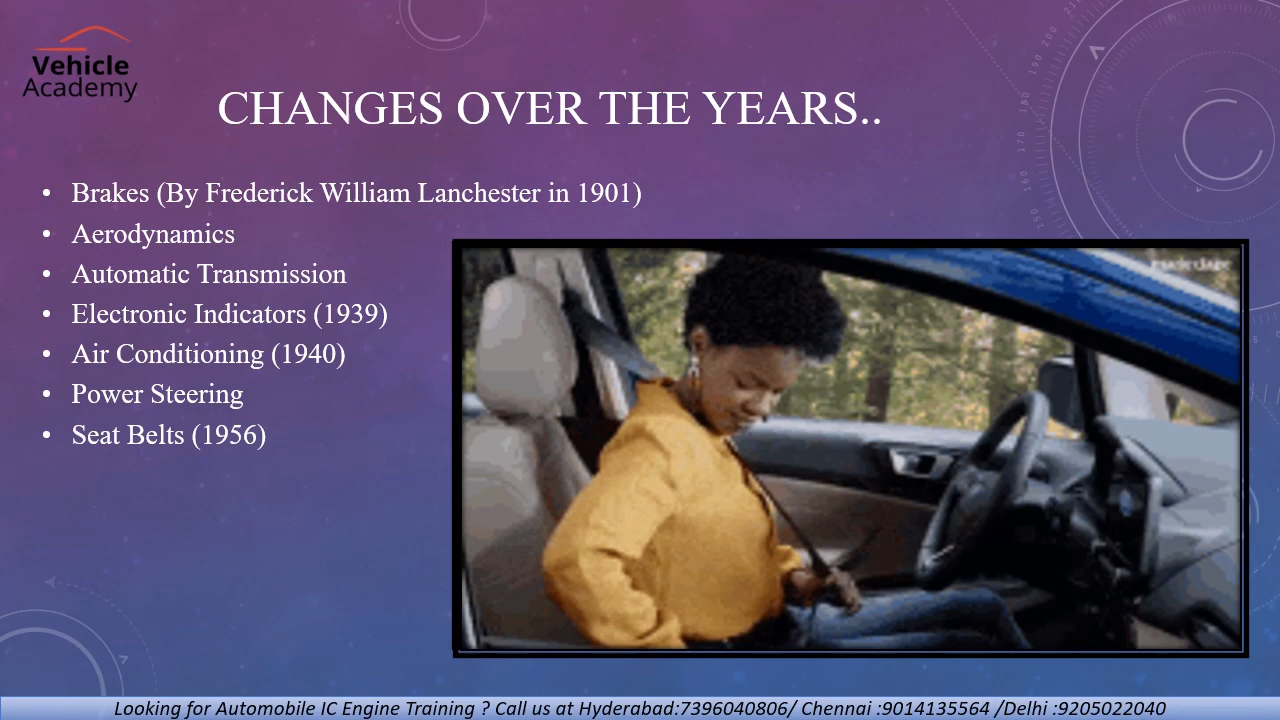 Vehicle
Academy
CHANGES OVER THE YEARS..
• Brakes (By Frederick William Lanchester in 1901)
• Aerodynamics
• Automatic Transmission
• Electronic Indicators (1939)
• Air Conditioning (1940)
• Power Steering
• Seat Belts (1956)
marie claire
Looking for Automobile IC Engine Training ? Call us at Hyderabad:7396040806/ Chennai :9014135564 /Delhi :9205022040